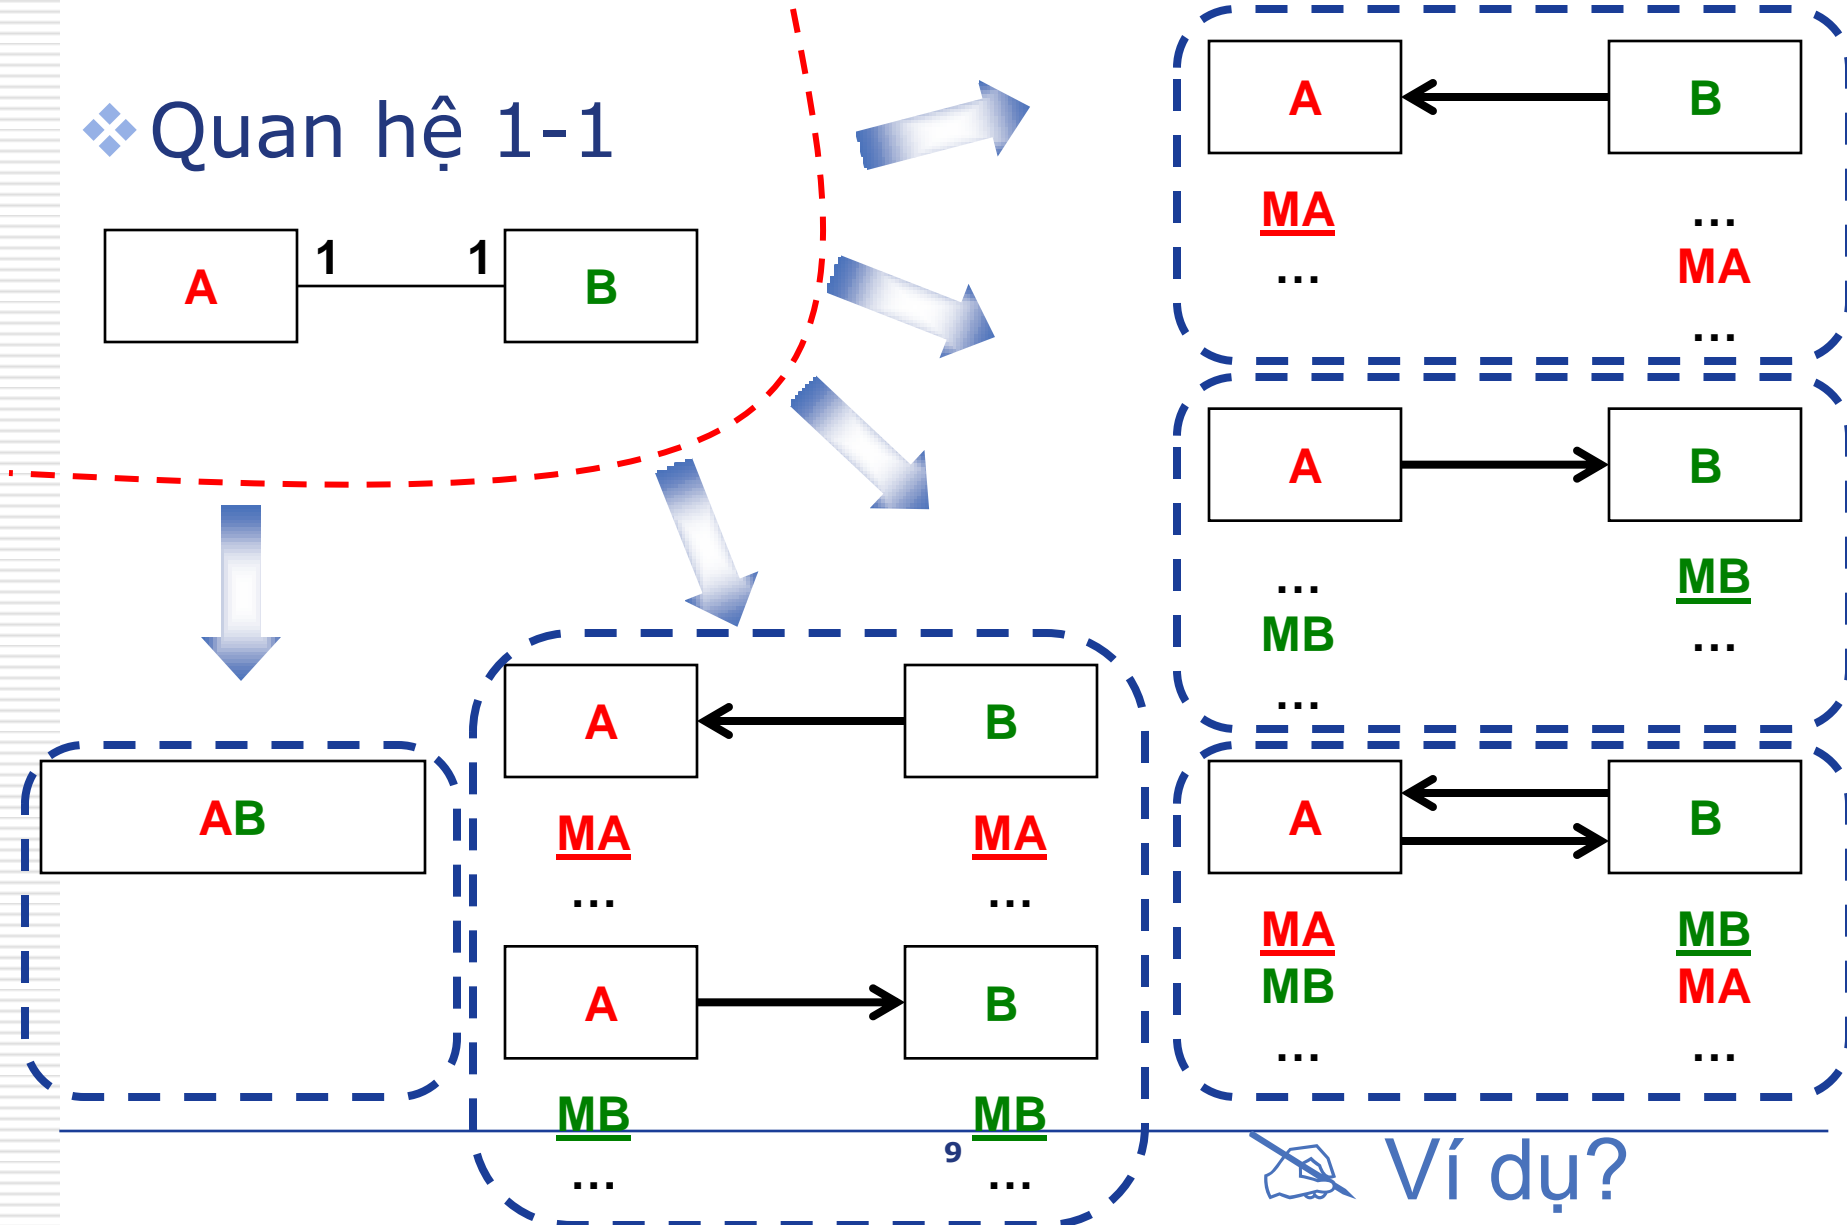 Quan hệ 1-1
A 1 1 B
A B
MA ...
... MA
...
A B
... MB
MB ...
...
A B
MA MB
MB MA
... ...
A B
MA MA
... ...
A B
MB MB
... ...
AB
9
Ví dụ?